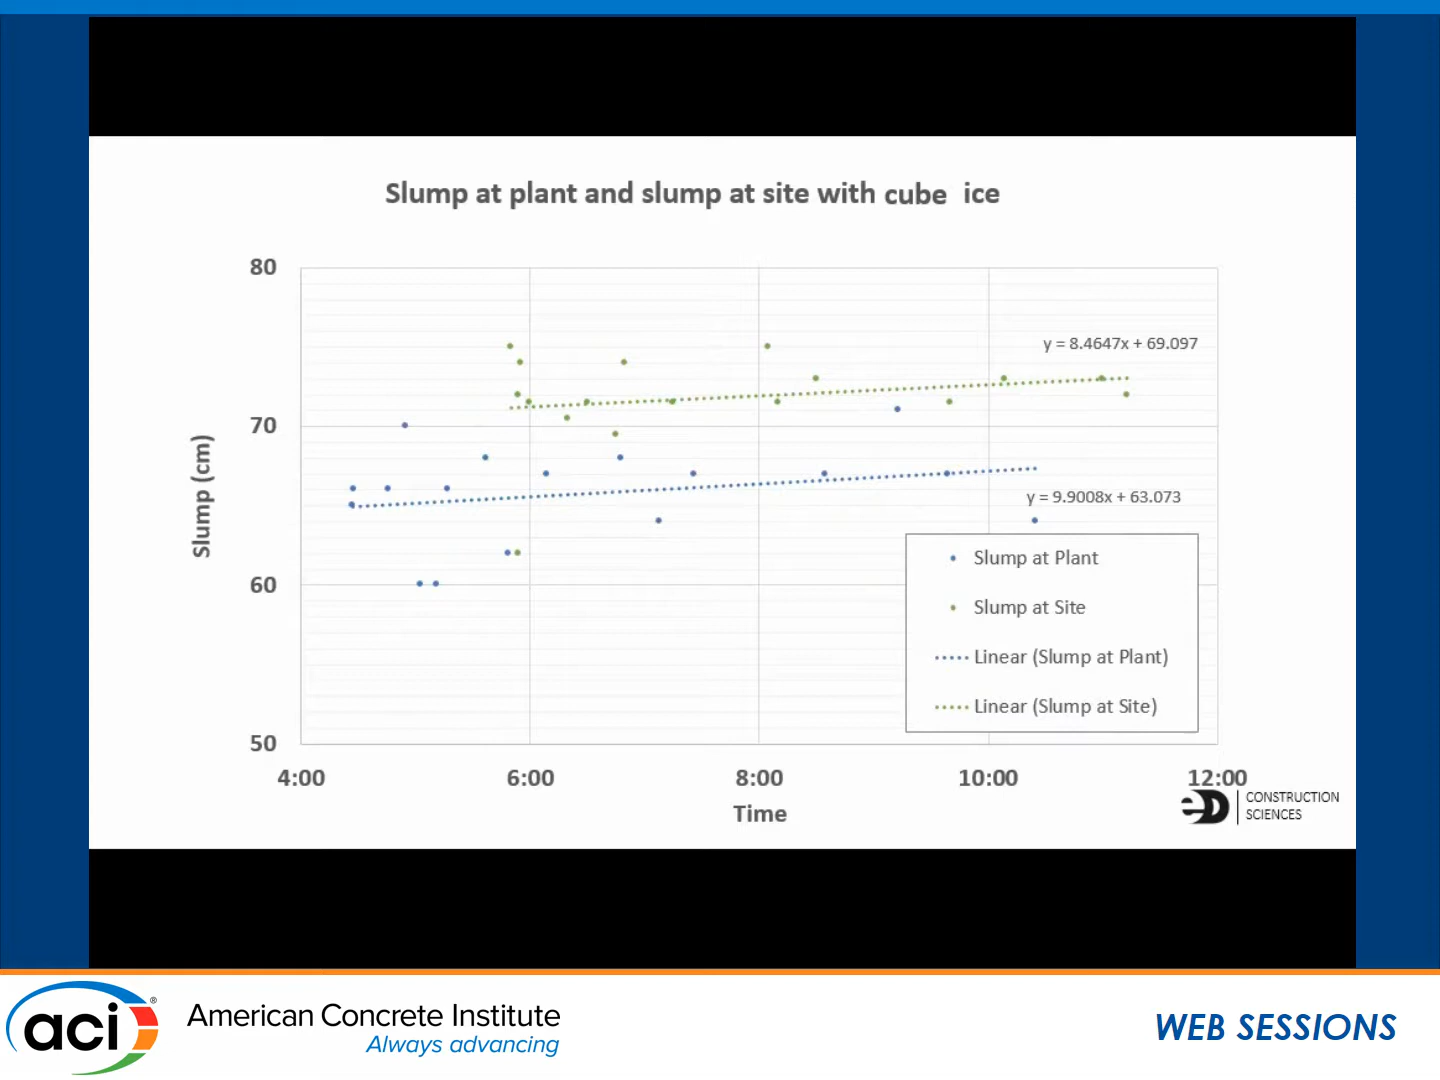 Slump at plant and slump at site with cube ice
80
y = 8.4647x + 69.097
70
Slump (cm)
y = 9.9008x + 63.073
Slump at Plant
60
Slump at Site
Linear (Slump at Plant)
Linear (Slump at Site)
50
4:00 6:00 8:00 10:00 12:00
Time
eD CONSTRUCTION
SCIENCES
aci® American Concrete Institute
Always advancing
WEB SESSIONS